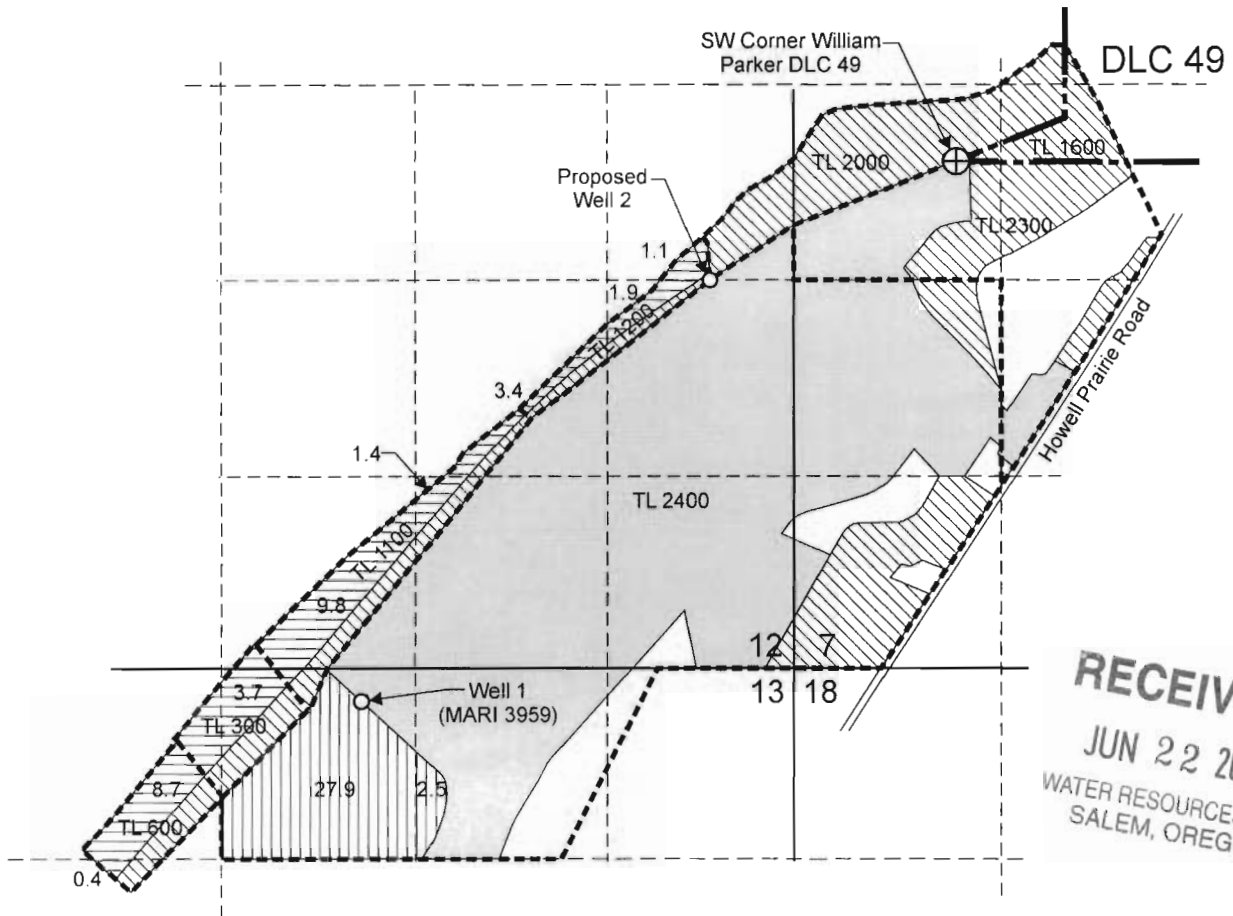 SW Corner William
Parker DLC 49
DLC 49
TL 1600
TL 2000
Proposed
Well 2
TL 2300
1.1
1.9
TL 1200
3.4
Howell Prairie Road
1.4
TL 2400
TL 1100
9.8
12 7
13 18
3.7
Well 1
(MARI 3959)
TL 300
8.7
27.9
2.5
TL 600
0.4
JUN 22
WATER
SALEM,